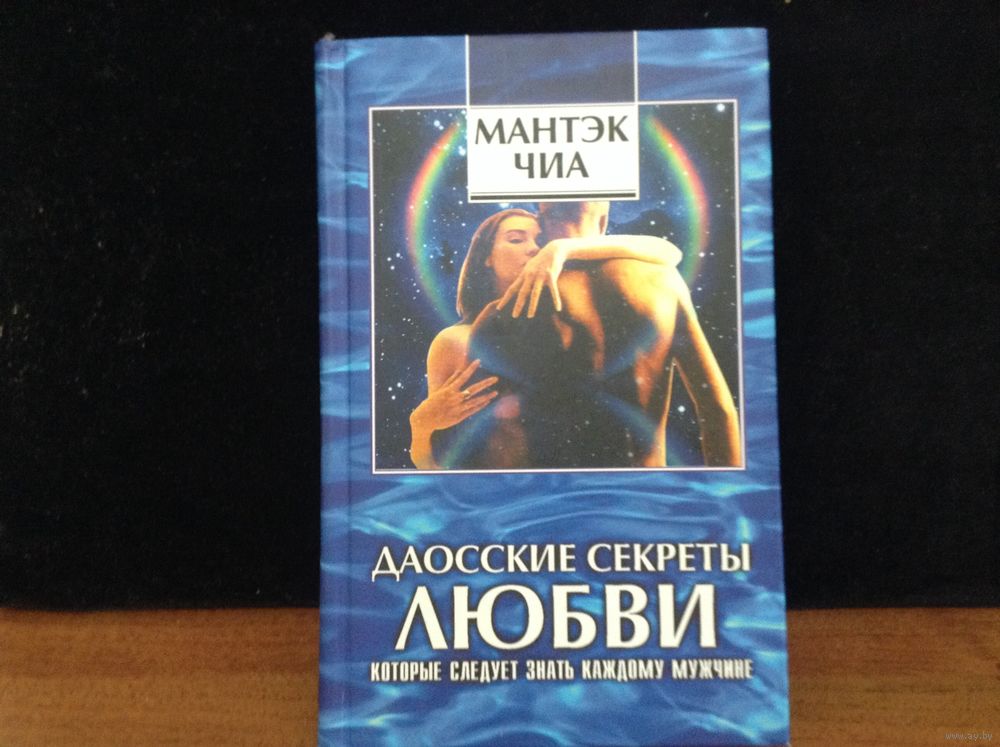 МАНТЭК
ЧИА
ДАОССКИЕ СЕКРЕТЫ
ЛЮБВИ
КОТОРЫЕ СЛЕДУЕТ ЗНАТЬ КАЖДОМУ МУЖЧИНЕ
www.ay.by